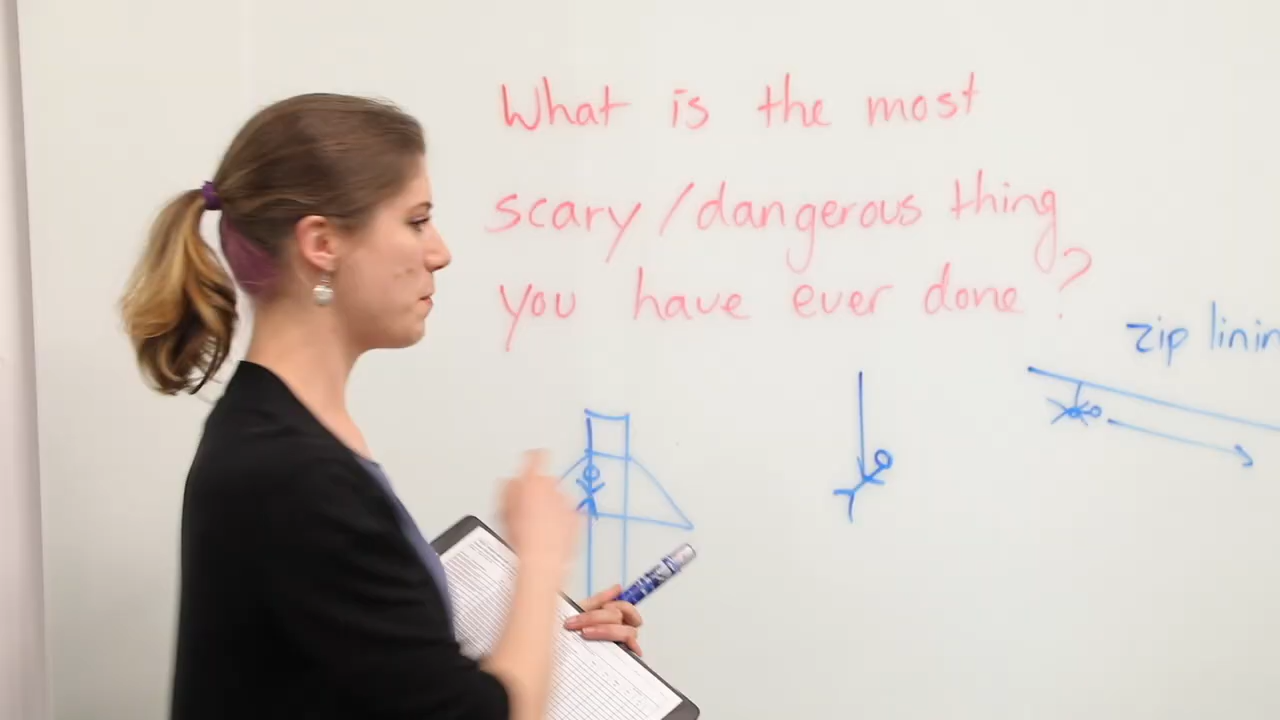 What is the most
scary/dangerous thing
you have ever done?
zip linin